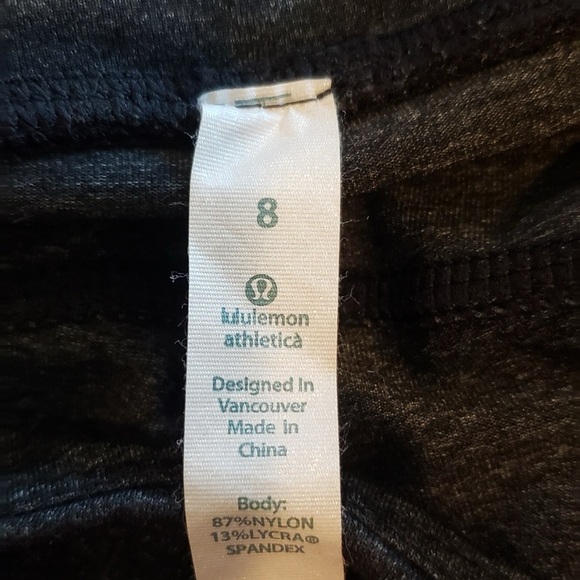 8
lululemon
athletica
Designed In
Vancouver
Made in
China
Body:
87%NYLON
13%LYCRA®
SPANDEX